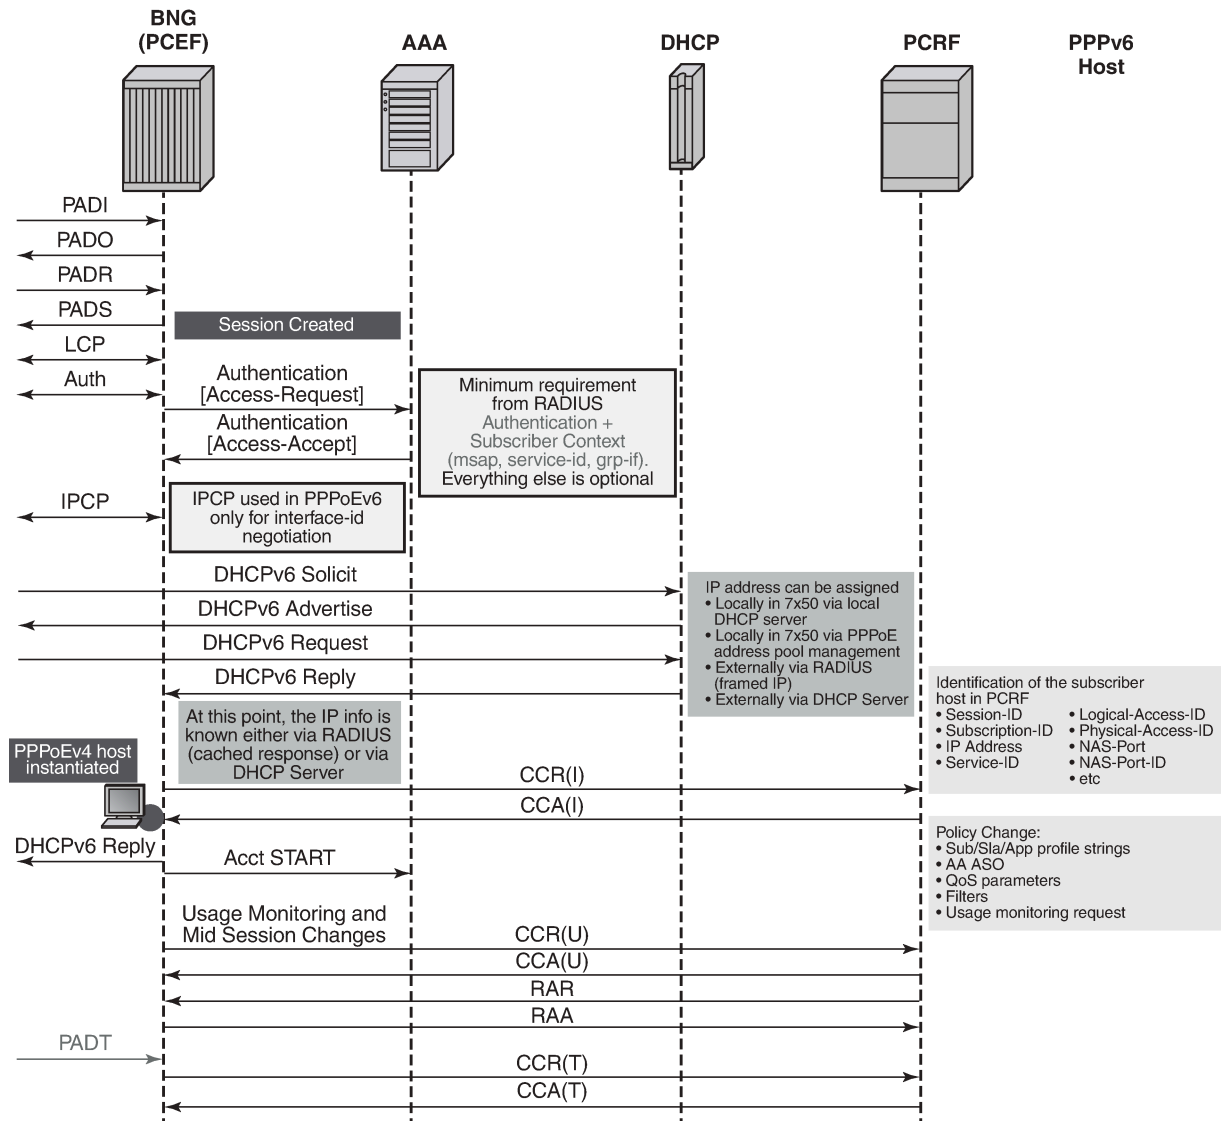 BNG
(PCEF)
AAA
DHCP
PCRF
PPPv6
Host
PADI
PADO
PADR
PADS
Session Created
LCP
Auth
Authentication
[Access-Request]
Authentication
[Access-Accept]
Minimum requirement
from RADIUS
Authentication +
Subscriber Context
(msap, service-id, grp-if).
Everything else is optional
IPCP
IPCP used in PPPoEv6
only for interface-id
negotiation
DHCPv6 Solicit
DHCPv6 Advertise
DHCPv6 Request
DHCPv6 Reply
IP address can be assigned
• Locally in 7x50 via local
DHCP server
• Locally in 7x50 via PPPoE
address pool management
• Externally via RADIUS
(framed IP)
• Externally via DHCP Server
At this point, the IP info is
known either via RADIUS
(cached response) or via
DHCP Server
Identification of the subscriber
host in PCRF
• Session-ID
• Subscription-ID
• IP Address
• Service-ID
• Logical-Access-ID
• Physical-Access-ID
• NAS-Port
• NAS-Port-ID
• etc
PPPoEv4 host
instantiated
CCR(I)
CCA(I)
DHCPv6 Reply
Acct START
Policy Change:
• Sub/Sla/App profile strings
• AA ASO
• QoS parameters
• Filters
• Usage monitoring request
Usage Monitoring and
Mid Session Changes
CCR(U)
CCA(U)
RAR
RAA
PADT
CCR(T)
CCA(T)